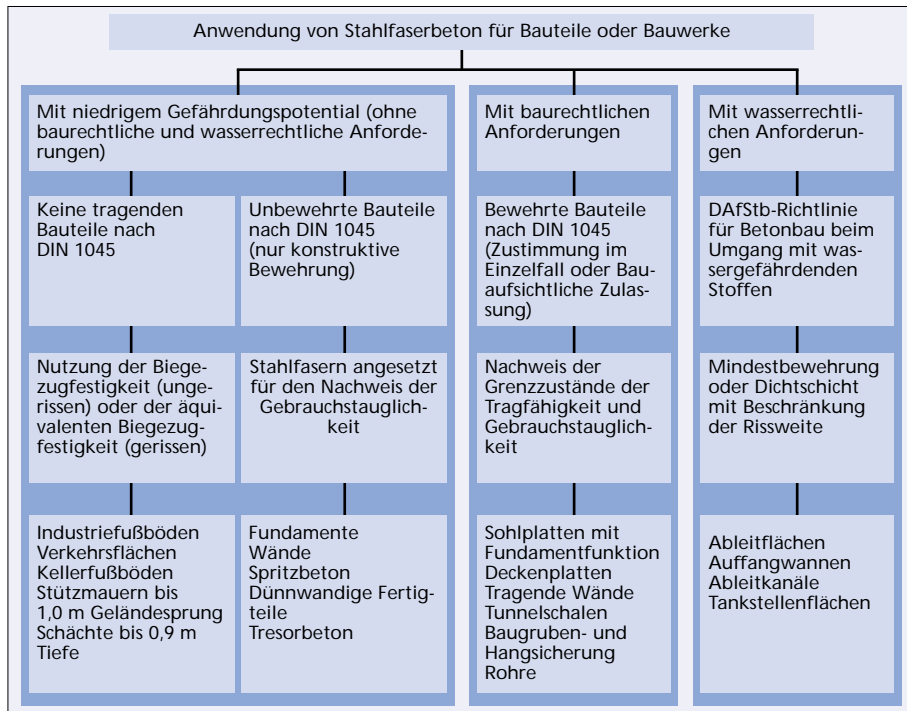 Anwendung von Stahlfaserbeton für Bauteile oder Bauwerke
Mit niedrigem Gefährdungspotential (ohne
baurechtliche und wasserrechtliche Anforde-
rungen)
Keine tragenden
Bauteile nach
DIN 1045
Nutzung der Biege-
zugfestigkeit (unge-
rissen) oder der äqui-
valenten Biegezug-
festigkeit (gerissen)
Industriefußböden
Verkehrsflächen
Kellerfußböden
Stützmauern bis
1,0 m Geländesprung
Schächte bis 0,9 m
Tiefe
Unbewehrte Bauteile
nach DIN 1045
(nur konstruktive
Bewehrung)
Stahlfasern angesetzt
für den Nachweis der
Gebrauchstauglich-
keit
Fundamente
Wände
Spritzbeton
Dünnwandige Fertig-
teile
Tresorbeton
Mit baurechtlichen
Anforderungen
Bewehrte Bauteile
nach DIN 1045
(Zustimmung im
Einzelfall oder Bau-
aufsichtliche Zulas-
sung)
Nachweis der
Grenzzustände der
Tragfähigkeit und
Gebrauchstauglich-
keit
Sohlplatten mit
Fundamentfunktion
Deckenplatten
Tragende Wände
Tunnelschalen
Baugruben- und
Hangsicherung
Rohre
Mit wasserrechtli-
chen Anforderun-
gen
DAfStb-Richtlinie
für Betonbau beim
Umgang mit was-
sergefährdenden
Stoffen
Mindestbewehrung
oder Dichtschicht
mit Beschränkung
der Rissweite
Ableitflächen
Auffangwannen
Ableitkanäle
Tankstellenflächen